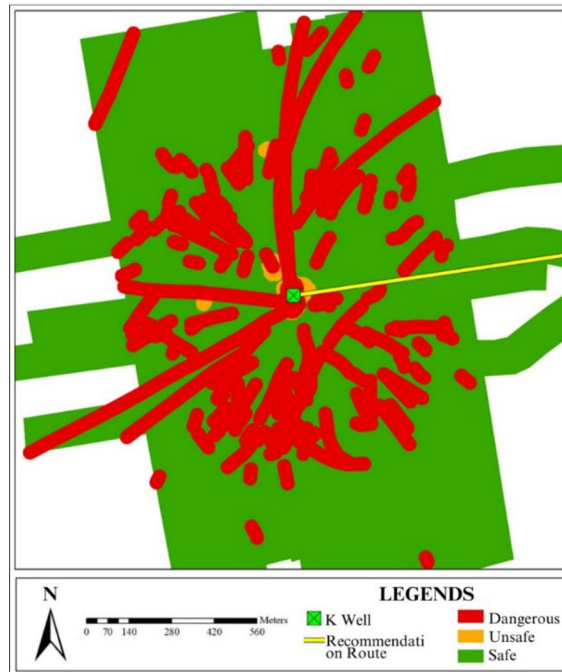 N
Meters
0 70 140 280 420 560
LEGENDS
K Well
Recommendati
on Route
Dangerous
Unsafe
Safe